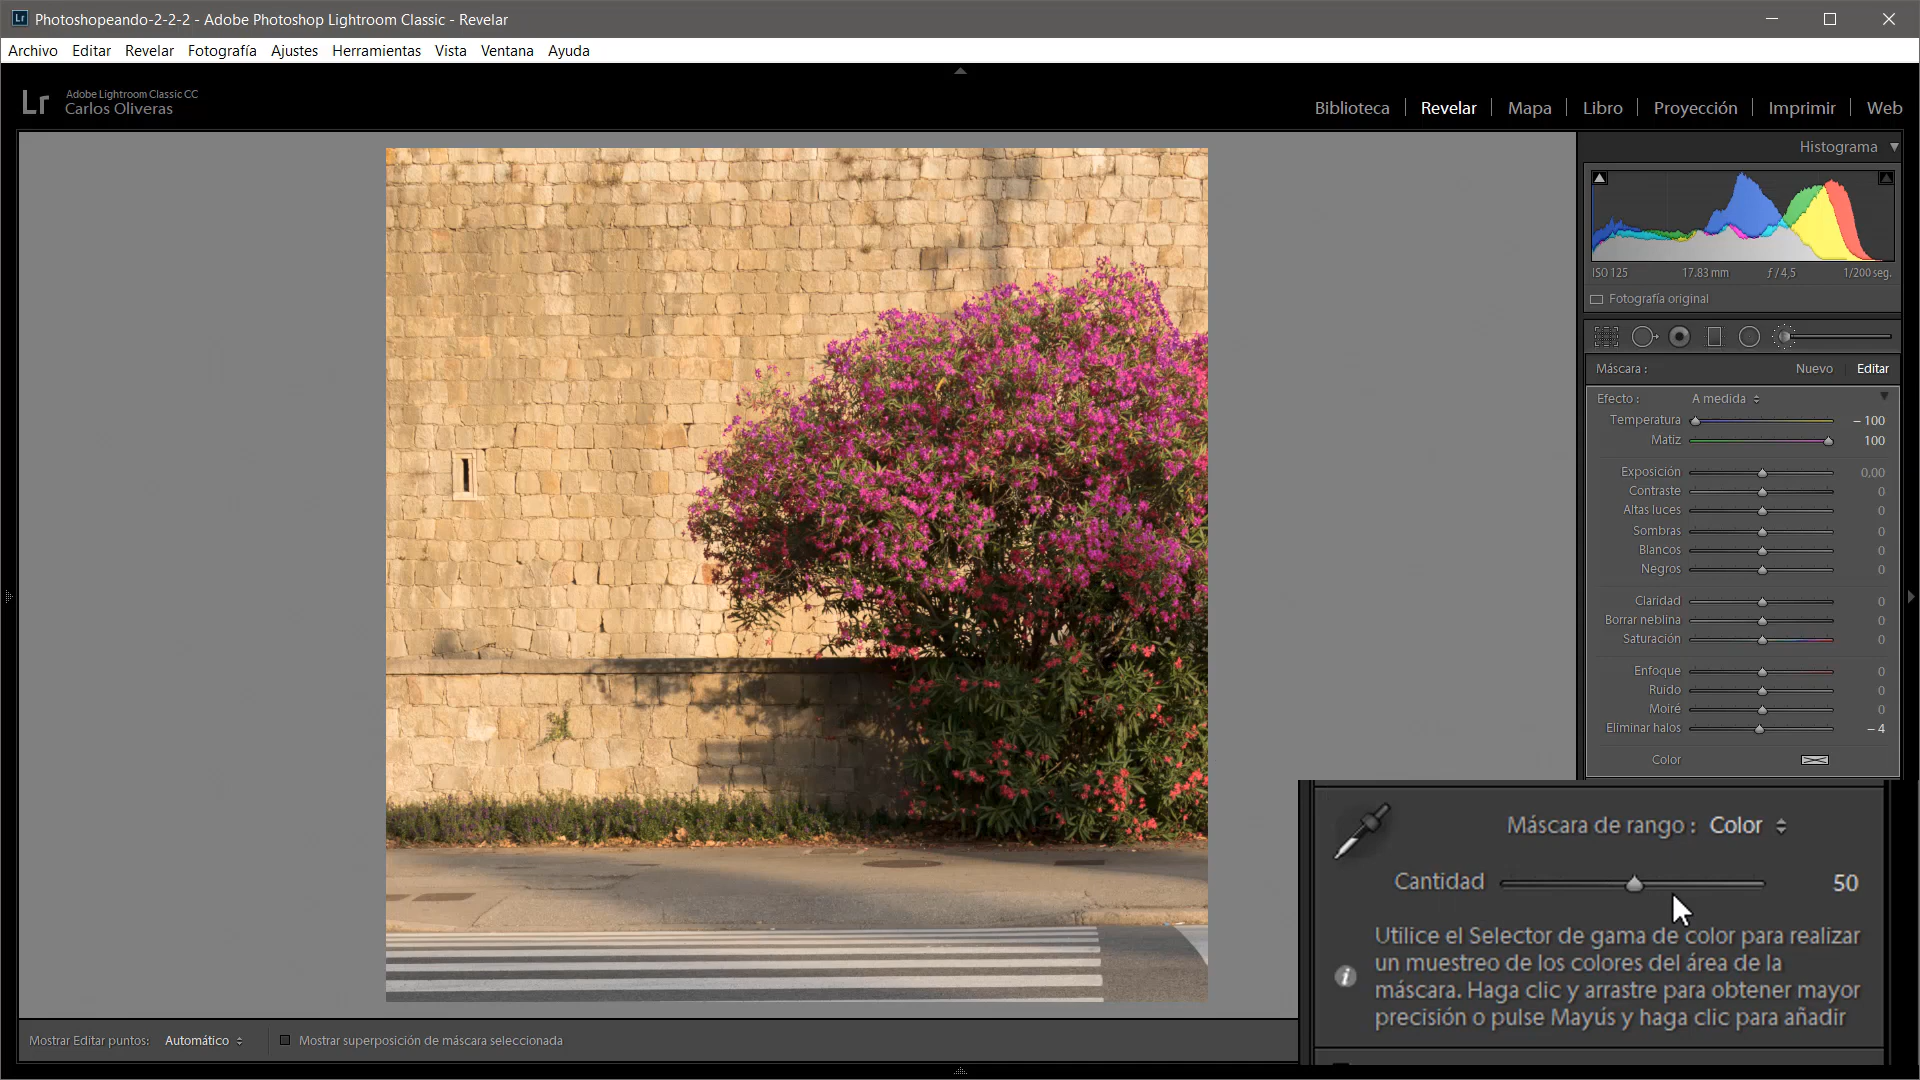 Lr Photoshopeando-2-2-2 - Adobe Photoshop Lightroom Classic - Revelar
Archivo Editar Revelar Fotografía Ajustes Herramientas Vista Ventana Ayuda
Lr Adobe Lightroom Classic CC
Carlos Oliveras
Biblioteca | Revelar | Mapa | Libro | Proyección | Imprimir | Web
Histograma
ISO 125 17.83 mm ƒ / 4,5 1/200 seg.
Fotografía original
Máscara : Nuevo Editar
Efecto : A medida
Temperatura – 100
Matiz 100
Exposición 0,00
Contraste 0
Altas luces 0
Sombras 0
Blancos 0
Negros 0
Claridad 0
Borrar neblina 0
Saturación 0
Enfoque 0
Ruido 0
Moiré 0
Eliminar halos – 4
Color
Máscara de rango : Color
Cantidad 50
Utilice el Selector de gama de color para realizar
un muestreo de los colores del área de la
máscara. Haga clic y arrastre para obtener mayor
precisión o pulse Mayús y haga clic para añadir
Mostrar Editar puntos: Automático Mostrar superposición de máscara seleccionada